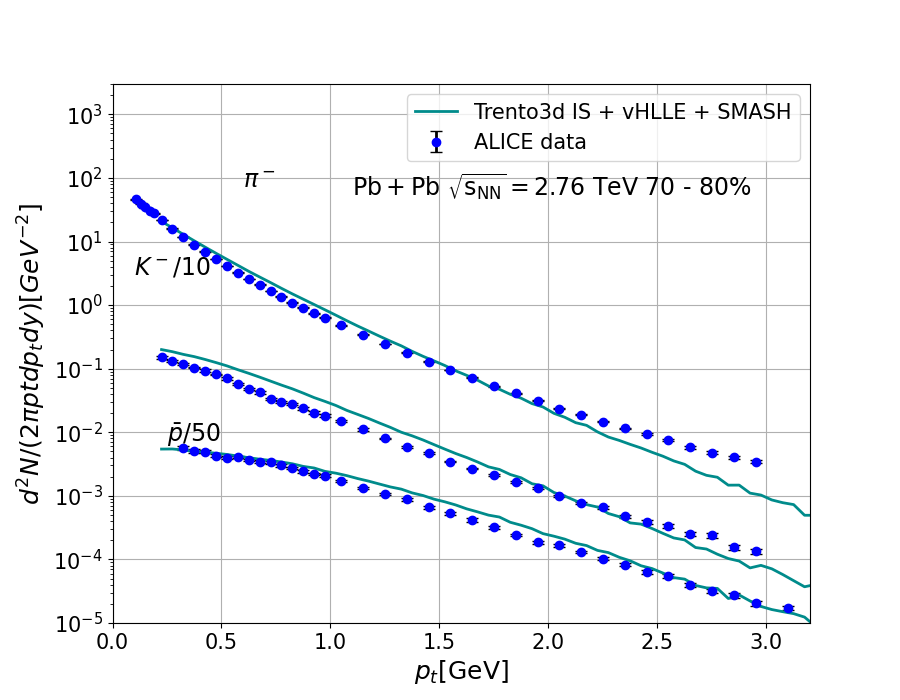 Trento3d IS + vHLLE + SMASH
ALICE data
π⁻
Pb + Pb √s_NN = 2.76 TeV 70 - 80%
K⁻/10
p̄/50
d²N/(2πptdp_tdy)[GeV⁻²]
10³
10²
10¹
10⁰
10⁻¹
10⁻²
10⁻³
10⁻⁴
10⁻⁵
0.0 0.5 1.0 1.5 2.0 2.5 3.0
p_t[GeV]